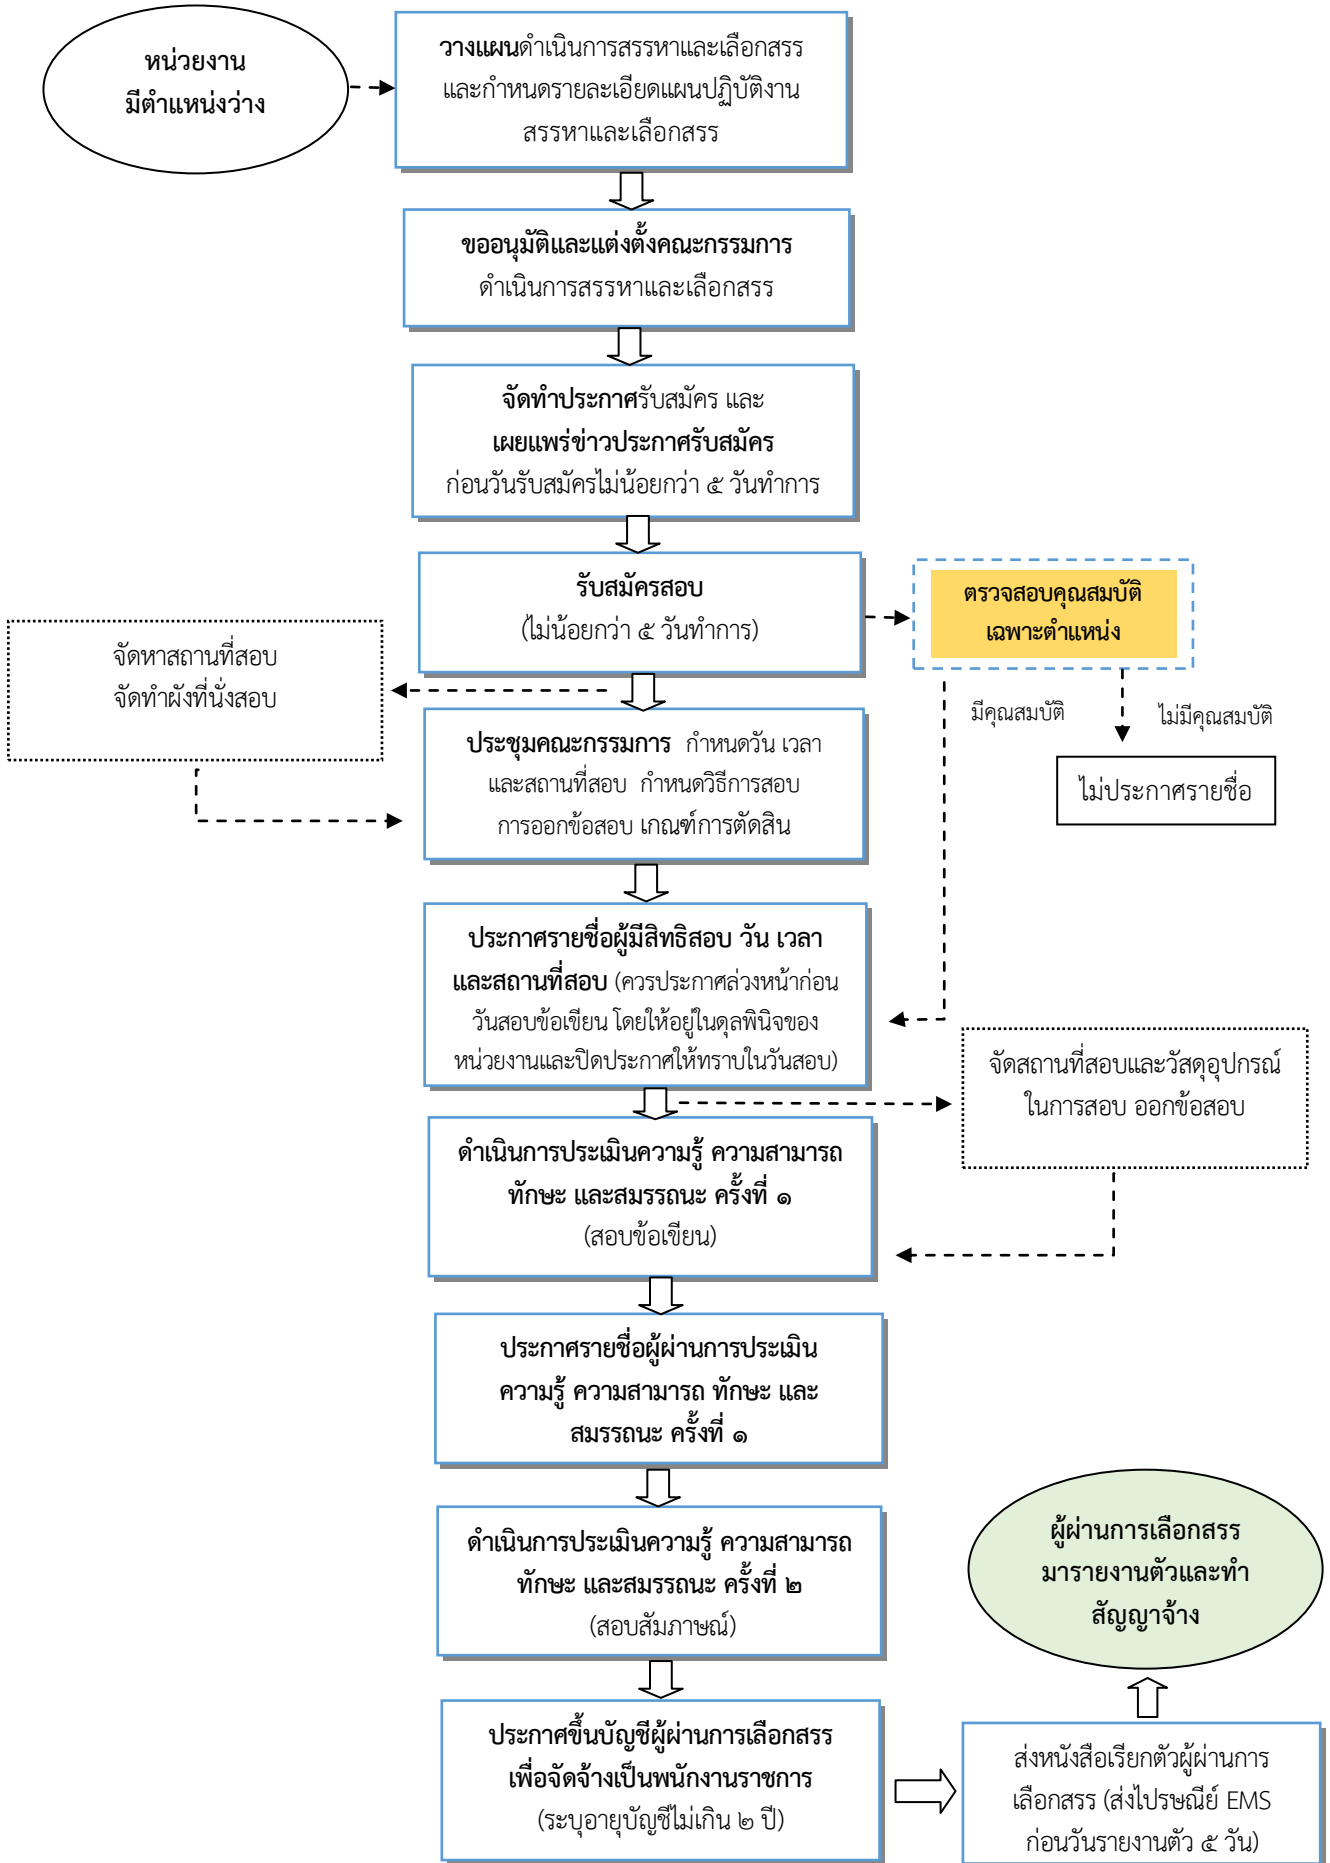 หน่วยงาน
มีตำแหน่งว่าง
วางแผนดำเนินการสรรหาและเลือกสรร
และกำหนดรายละเอียดแผนปฏิบัติงาน
สรรหาและเลือกสรร
ขออนุมัติและแต่งตั้งคณะกรรมการ
ดำเนินการสรรหาและเลือกสรร
จัดทำประกาศรับสมัคร และ
เผยแพร่ข่าวประกาศรับสมัคร
ก่อนวันรับสมัครไม่น้อยกว่า ๕ วันทำการ
รับสมัครสอบ
(ไม่น้อยกว่า ๕ วันทำการ)
ตรวจสอบคุณสมบัติ
เฉพาะตำแหน่ง
จัดหาสถานที่สอบ
จัดทำผังที่นั่งสอบ
มีคุณสมบัติ
ไม่มีคุณสมบัติ
ไม่ประกาศรายชื่อ
ประชุมคณะกรรมการ กำหนดวัน เวลา
และสถานที่สอบ กำหนดวิธีการสอบ
การออกข้อสอบ เกณฑ์การตัดสิน
ประกาศรายชื่อผู้มีสิทธิสอบ วัน เวลา
และสถานที่สอบ (ควรประกาศล่วงหน้าก่อน
วันสอบข้อเขียน โดยให้อยู่ในดุลพินิจของ
หน่วยงานและปิดประกาศให้ทราบในวันสอบ)
จัดสถานที่สอบและวัสดุอุปกรณ์
ในการสอบ ออกข้อสอบ
ดำเนินการประเมินความรู้ ความสามารถ
ทักษะ และสมรรถนะ ครั้งที่ ๑
(สอบข้อเขียน)
ประกาศรายชื่อผู้ผ่านการประเมิน
ความรู้ ความสามารถ ทักษะ และ
สมรรถนะ ครั้งที่ ๑
ดำเนินการประเมินความรู้ ความสามารถ
ทักษะ และสมรรถนะ ครั้งที่ ๒
(สอบสัมภาษณ์)
ประกาศขึ้นบัญชีผู้ผ่านการเลือกสรร
เพื่อจัดจ้างเป็นพนักงานราชการ
(ระบุอายุบัญชีไม่เกิน ๒ ปี)
ส่งหนังสือเรียกตัวผู้ผ่านการ
เลือกสรร (ส่งไปรษณีย์ EMS
ก่อนวันรายงานตัว ๕ วัน)
ผู้ผ่านการเลือกสรร
มารายงานตัวและทำ
สัญญาจ้าง